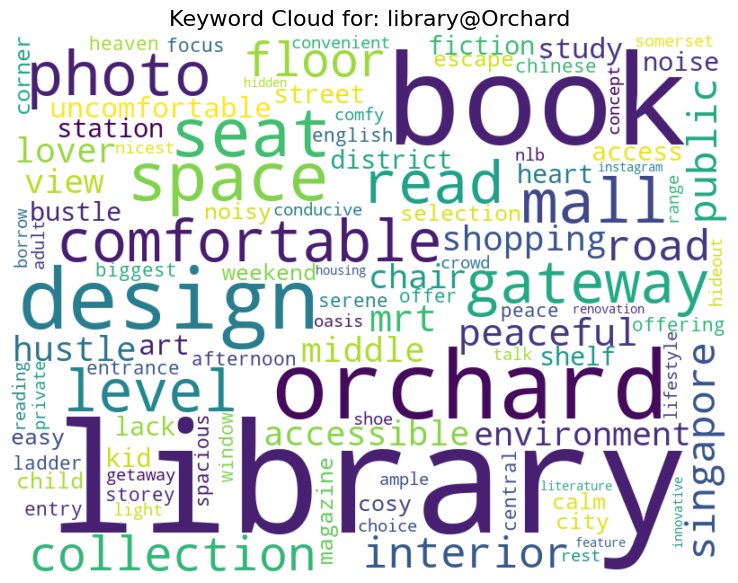 Keyword Cloud for: library@Orchard
corner
heaven
focus
convenient
fiction
study
somerset
photo
floor
hidden
book
escape
chinese
concept
noise
uncomfortable
street
station
seat
comfy
english
access
public
lover
nicest
district
nlb
heart
instagram
view
space
read
mall
range
borrow
adult
bustle
noisy
conducive
selection
comfortable
shopping
road
hideout
biggest
weekend
housing
crowd
chair
gateway
design
serene
offer
peace
renovation
oasis
mrt
peaceful
offering
hustle
art
afternoon
middle
talk
shelf
lifestyle
reading
private
entrance
level
orchard
singapore
shoe
easy
lack
spacious
window
accessible
environment
ladder
kid
getaway
child
storey
magazine
ample
cosy
central
literature
calm
innovative
entry
light
library
choice
city
collection
interior
feature
rest